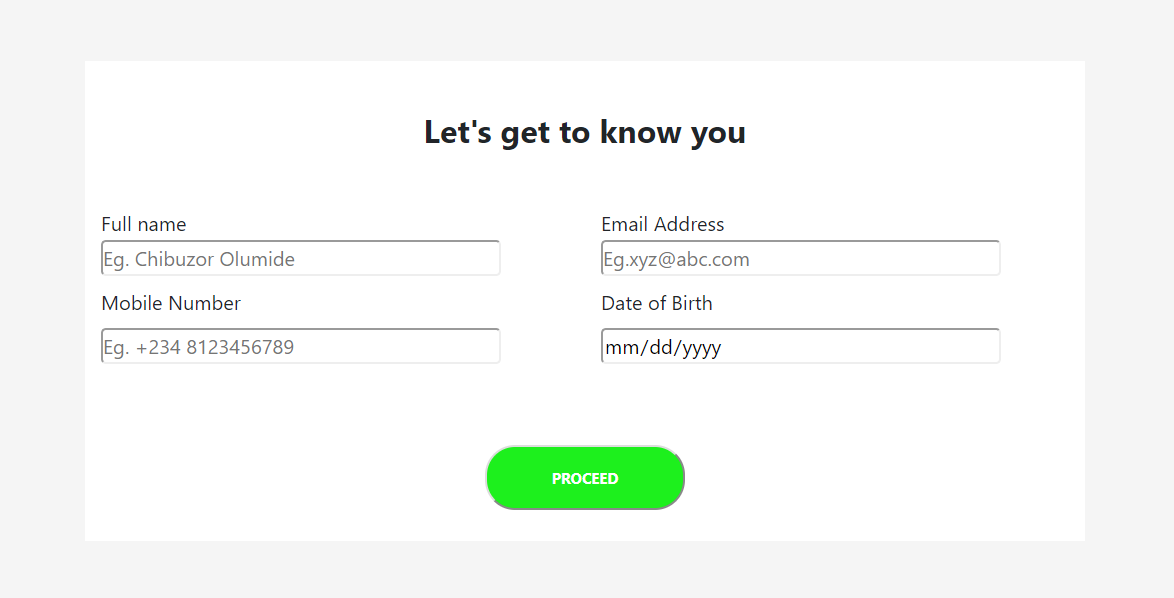 Let's get to know you
Full name
Email Address
Eg. Chibuzor Olumide
Eg.xyz@abc.com
Mobile Number
Date of Birth
Eg. +234 8123456789
mm/dd/yyyy
PROCEED